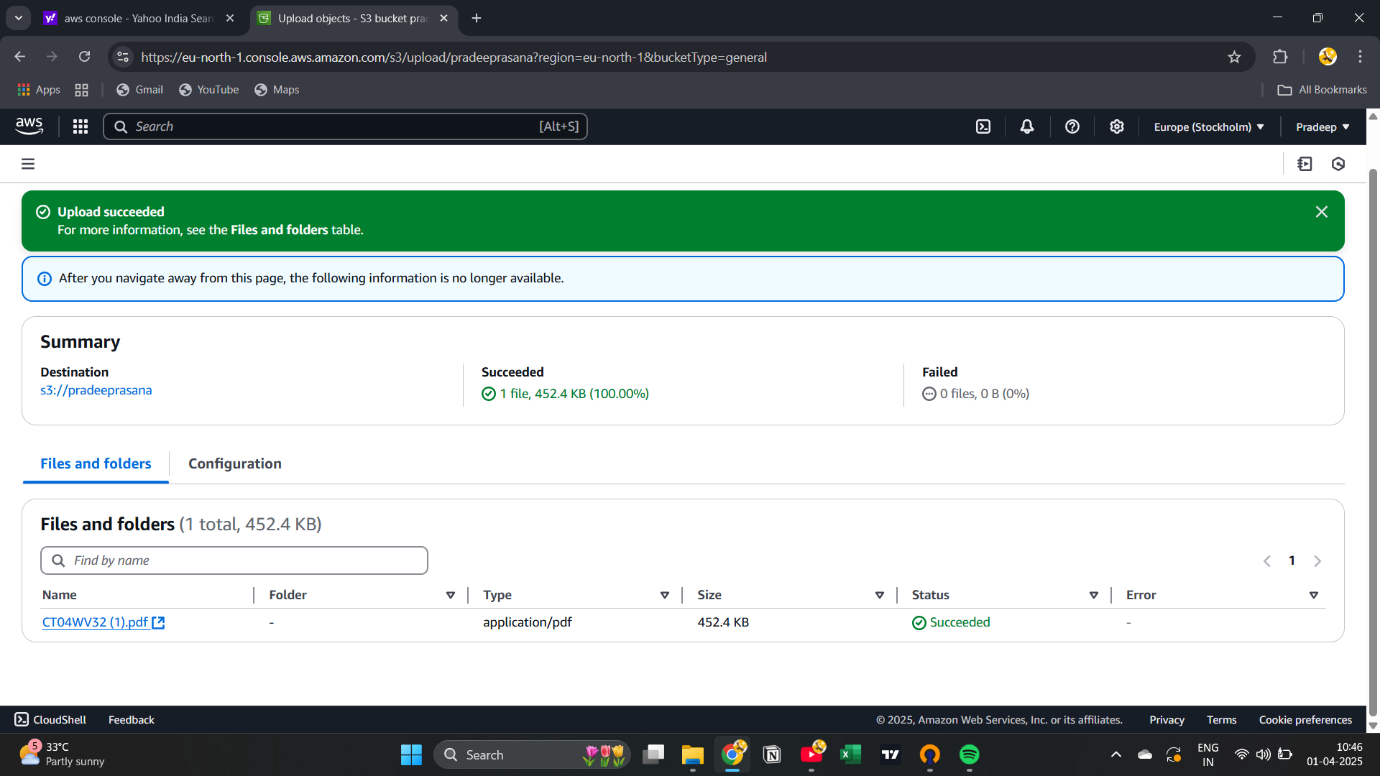 aws console - Yahoo India Sear
Upload objects - S3 bucket prad
https://eu-north-1.console.aws.amazon.com/s3/upload/pradeeprasana?region=eu-north-1&bucketType=general
Apps
Gmail
YouTube
Maps
All Bookmarks
aws
Search
[Alt+S]
Europe (Stockholm)
Pradeep
Upload succeeded
For more information, see the Files and folders table.
After you navigate away from this page, the following information is no longer available.
Summary
Destination
Succeeded
Failed
s3://pradeeprasana
1 file, 452.4 KB (100.00%)
0 files, 0 B (0%)
Files and folders
Configuration
Files and folders (1 total, 452.4 KB)
Find by name
1
Name
Folder
Type
Size
Status
Error
CT04WV32 (1).pdf
-
application/pdf
452.4 KB
Succeeded
-
CloudShell
Feedback
© 2025, Amazon Web Services, Inc. or its affiliates.
Privacy
Terms
Cookie preferences
5
33°C
Partly sunny
Search
ENG
IN
10:46
01-04-2025